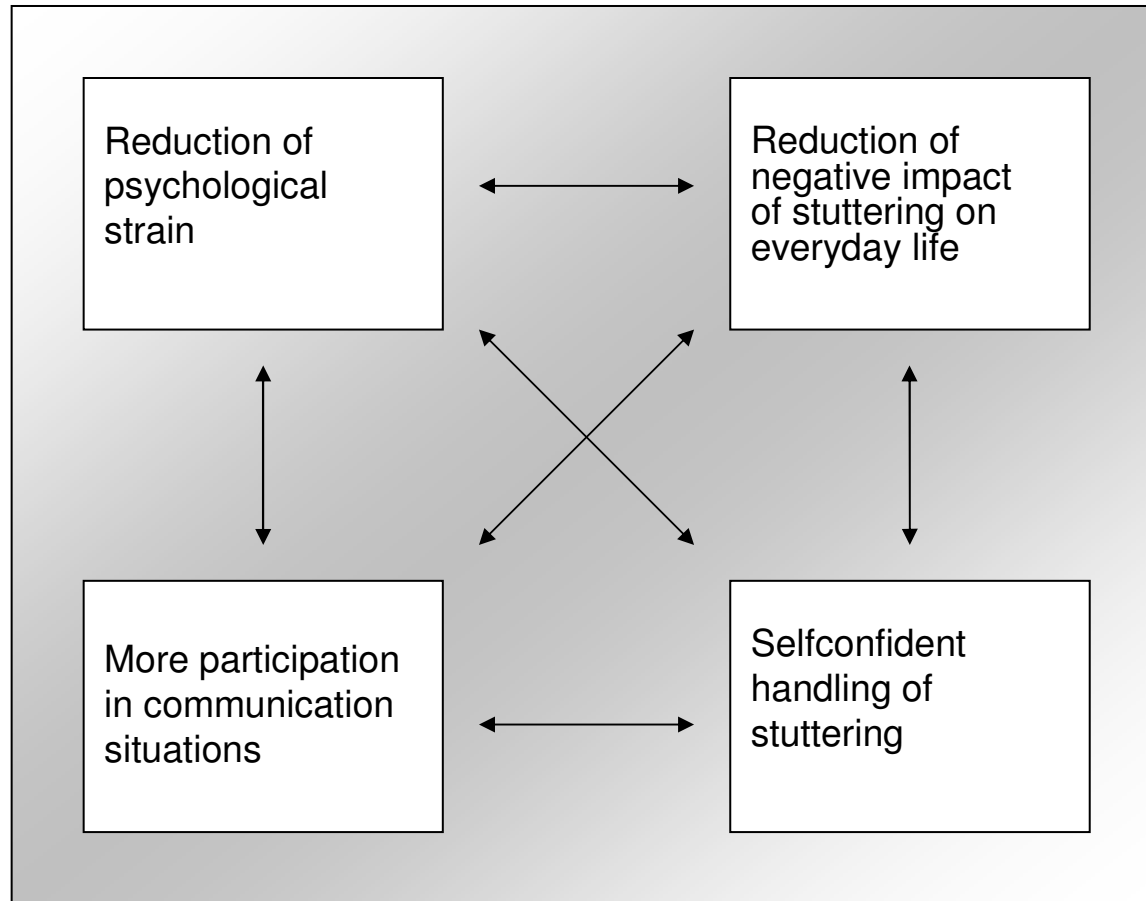 Reduction of
psychological
strain
Reduction of
negative impact
of stuttering on
everyday life
More participation
in communication
situations
Selfconfident
handling of
stuttering